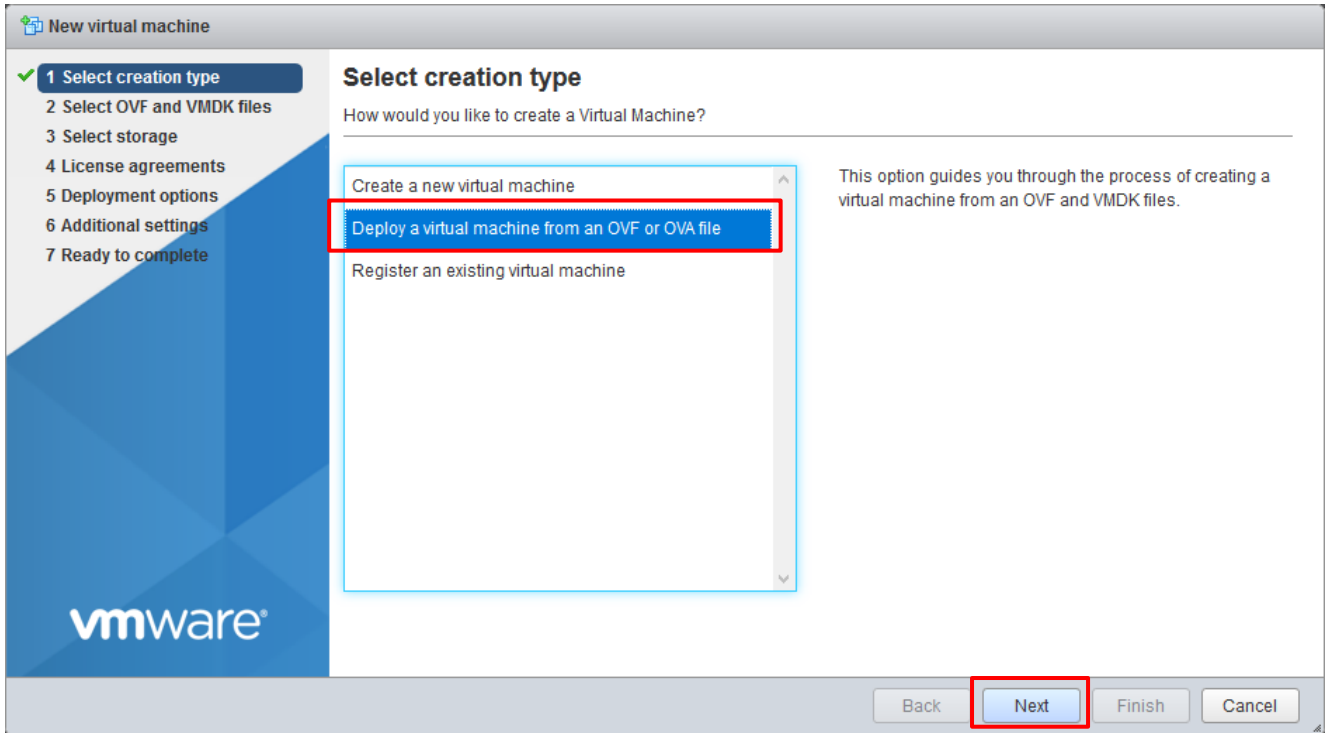 New virtual machine
1 Select creation type
2 Select OVF and VMDK files
3 Select storage
4 License agreements
5 Deployment options
6 Additional settings
7 Ready to complete
Select creation type
How would you like to create a Virtual Machine?
Create a new virtual machine
Deploy a virtual machine from an OVF or OVA file
Register an existing virtual machine
This option guides you through the process of creating a
virtual machine from an OVF and VMDK files.
vmware®
Back Next Finish Cancel